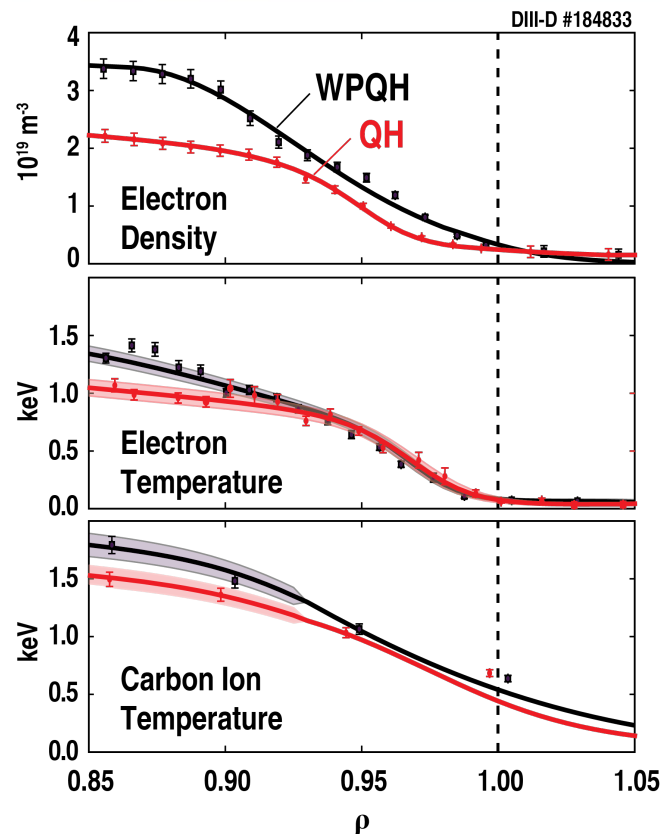 DIII-D #184833
4
3
2
1
0
10¹⁹ m⁻³
WPQH
QH
Electron
Density
1.5
1.0
0.5
0.0
keV
Electron
Temperature
1.5
1.0
0.5
0.0
keV
Carbon Ion
Temperature
0.85 0.90 0.95 1.00 1.05
ρ